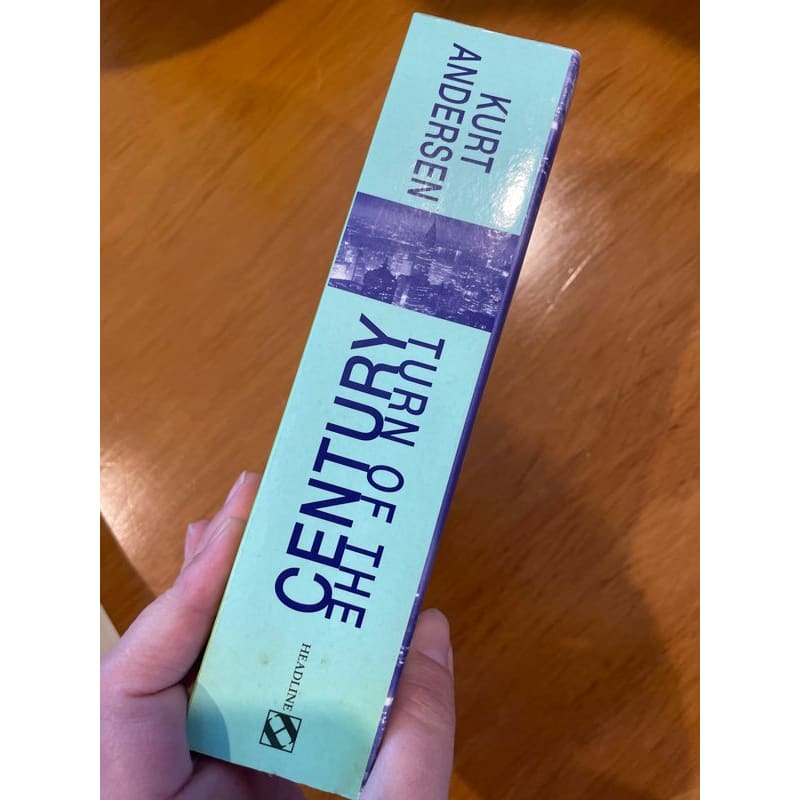 KURT
ANDERSEN
TURN OF THE
CENTURY
HEADLINE